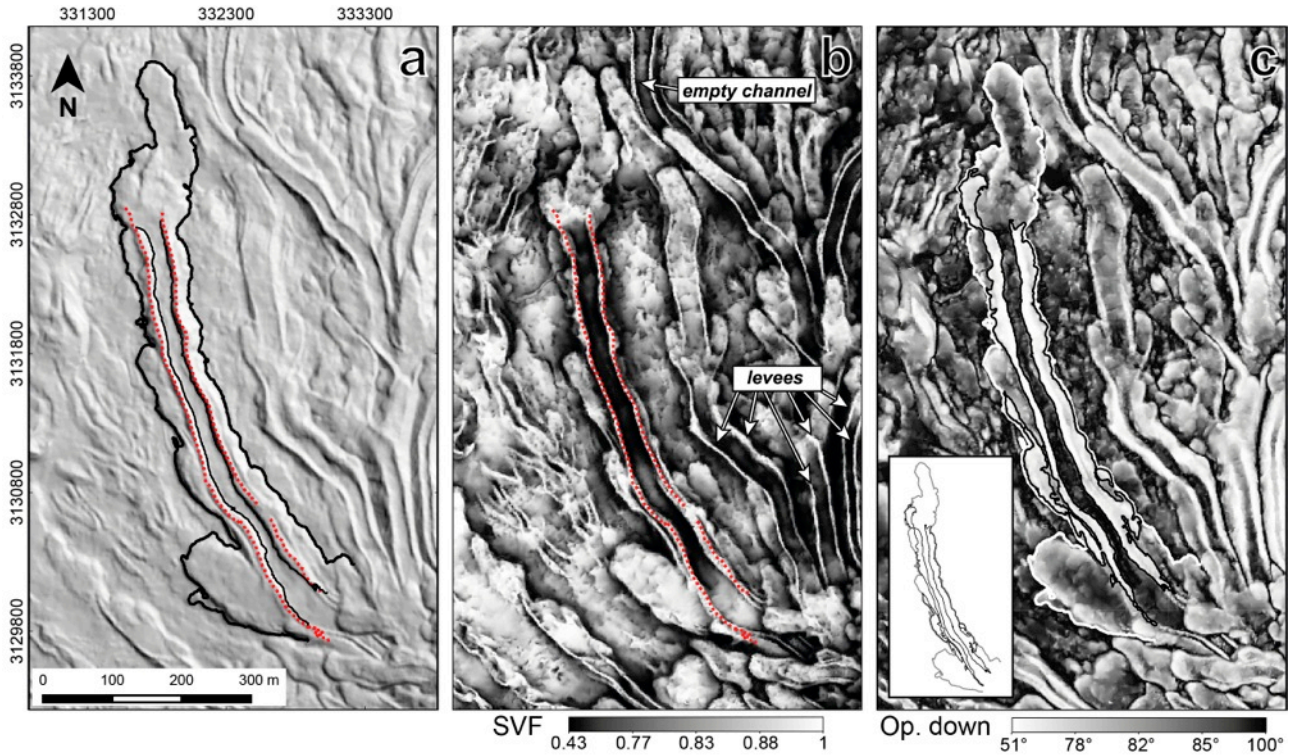 331300 332300 333300
a
b
c
N
empty channel
levees
3133800
3132800
3131800
3130800
3129800
0 100 200 300 m
SVF
0.43 0.77 0.83 0.88 1
Op. down
51° 78° 82° 85° 100°